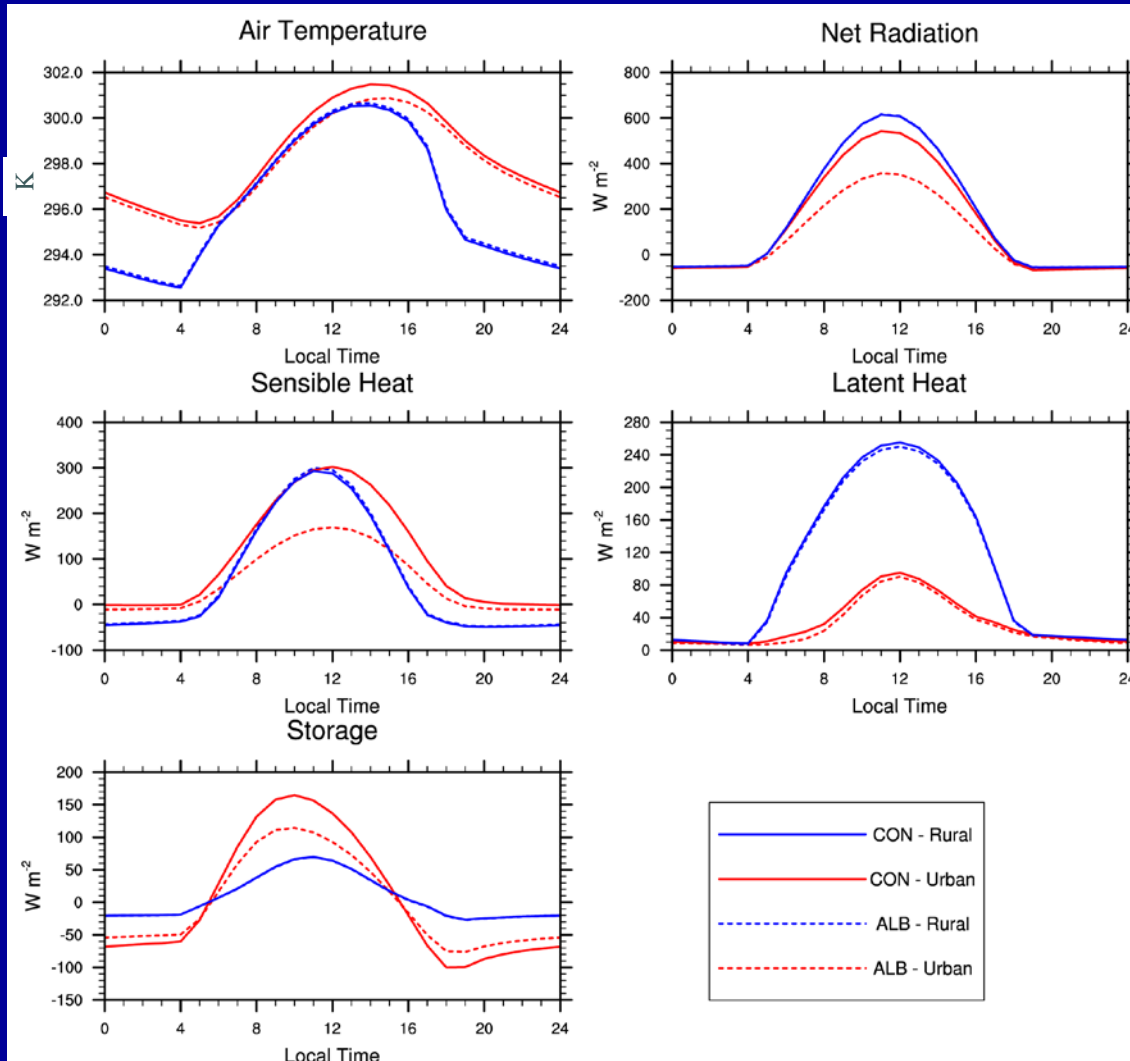 Air Temperature
302.0
300.0
298.0
296.0
294.0
292.0
K
0 4 8 12 16 20 24
Local Time
Net Radiation
800
600
400
200
0
-200
W m-2
0 4 8 12 16 20 24
Local Time
Sensible Heat
400
300
200
100
0
-100
W m-2
0 4 8 12 16 20 24
Local Time
Latent Heat
280
240
200
160
120
80
40
0
W m-2
0 4 8 12 16 20 24
Local Time
Storage
200
150
100
50
0
-50
-100
-150
W m-2
0 4 8 12 16 20 24
Local Time
CON - Rural
CON - Urban
ALB - Rural
ALB - Urban